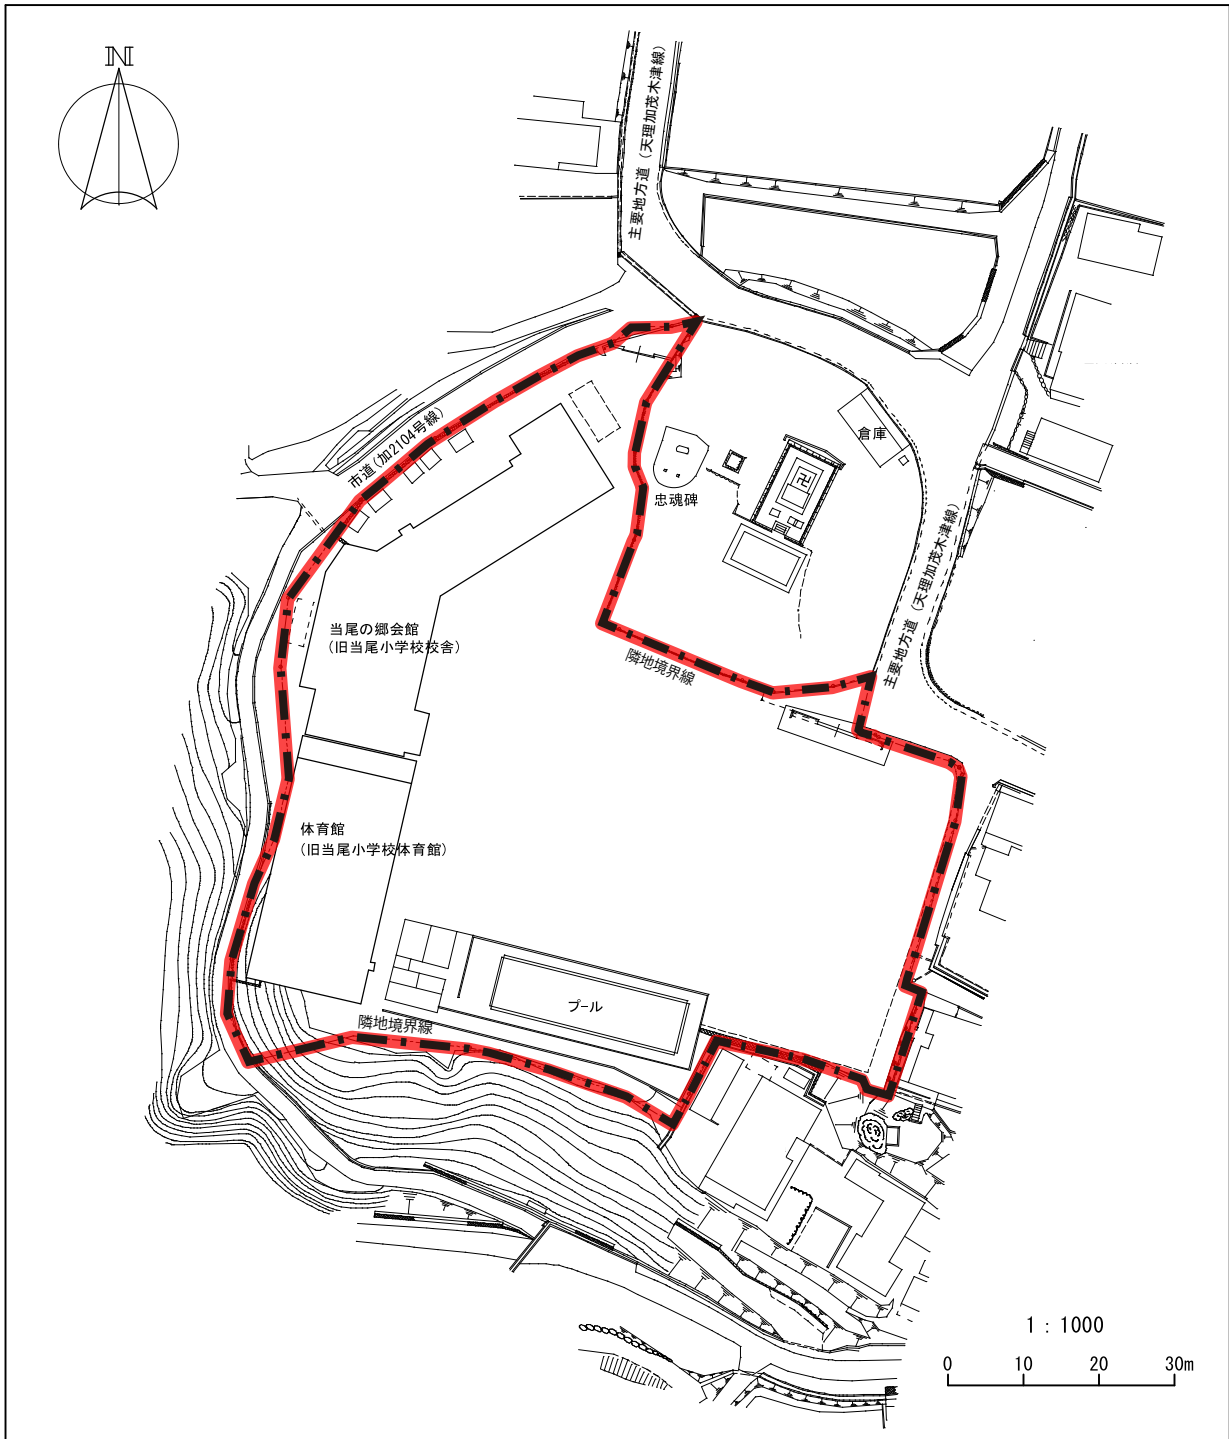 N
主要地方道（天理加茂木津線）
市道（加2104号線）
倉庫
忠魂碑
卍
主要地方道（天理加茂木津線）
当尾の郷会館
（旧当尾小学校校舎）
隣地境界線
体育館
（旧当尾小学校体育館）
プール
隣地境界線
1：1000
0 10 20 30m